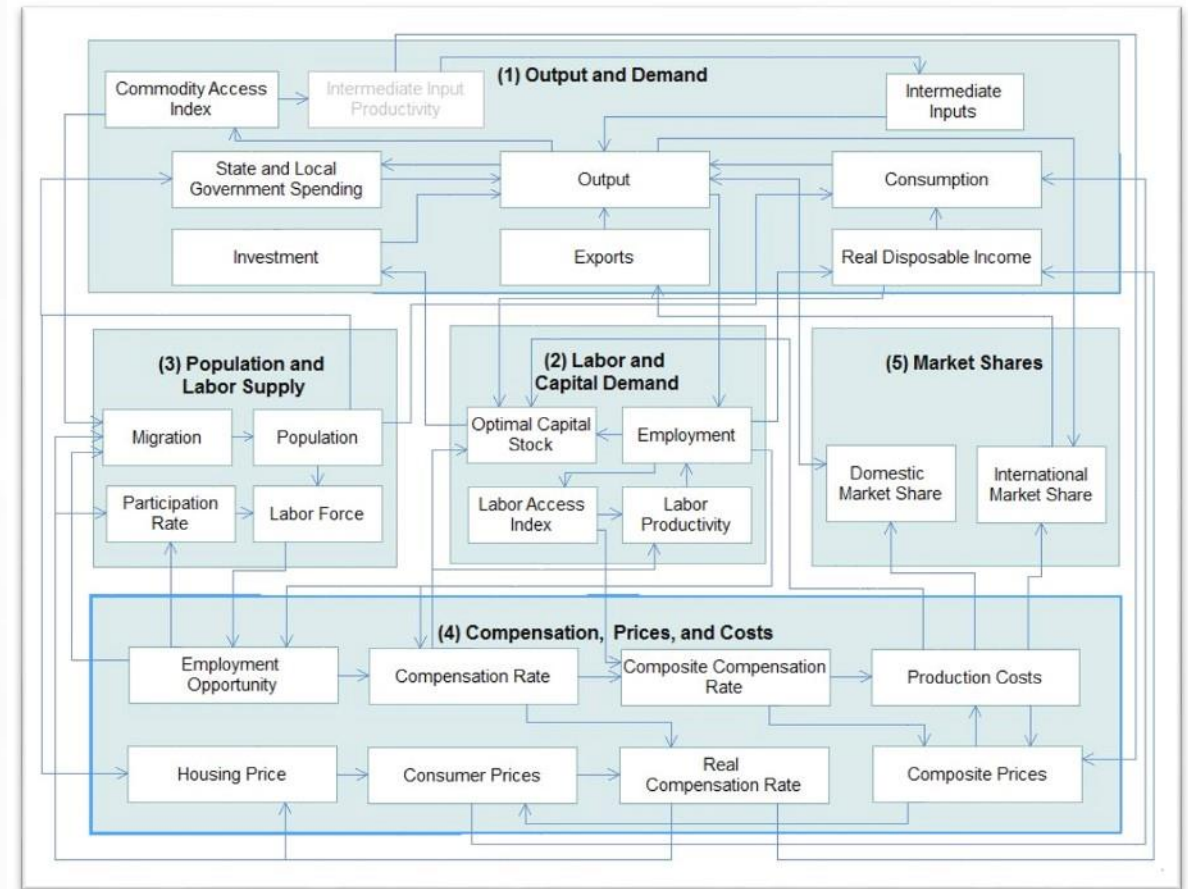 (1) Output and Demand
Commodity Access
Index
Intermediate Input
Productivity
Intermediate
Inputs
State and Local
Government Spending
Output
Consumption
Investment
Exports
Real Disposable Income
(3) Population and
Labor Supply
Migration
Population
Participation
Rate
Labor Force
(2) Labor and
Capital Demand
Optimal Capital
Stock
Employment
Labor Access
Index
Labor
Productivity
(5) Market Shares
Domestic
Market Share
International
Market Share
(4) Compensation, Prices, and Costs
Employment
Opportunity
Compensation Rate
Composite Compensation
Rate
Production Costs
Housing Price
Consumer Prices
Real
Compensation Rate
Composite Prices